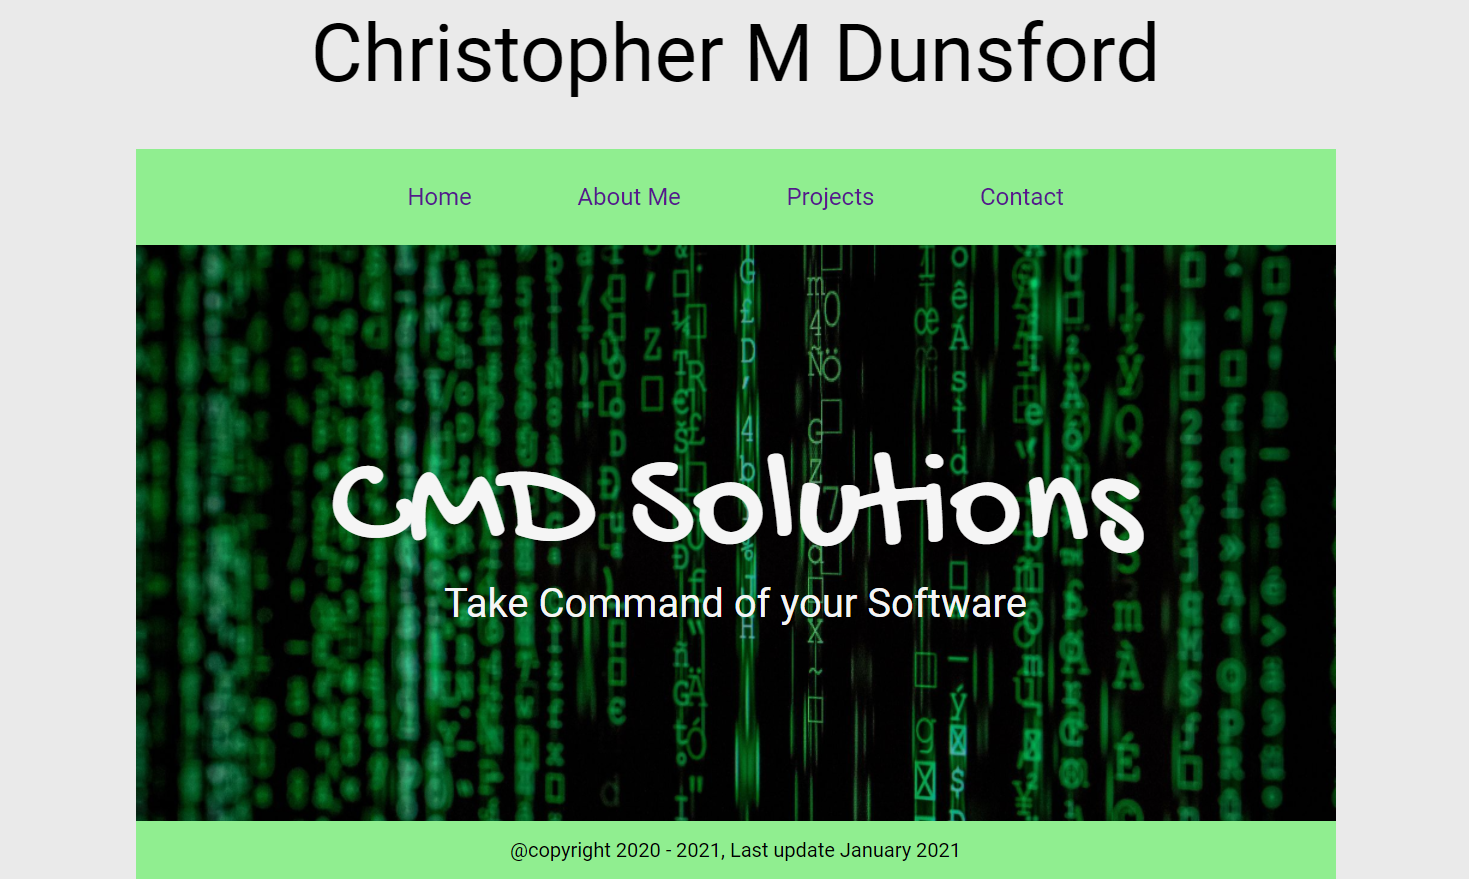 Christopher M Dunsford
Home About Me Projects Contact
CMD Solutions
Take Command of your Software
@copyright 2020 - 2021, Last update January 2021